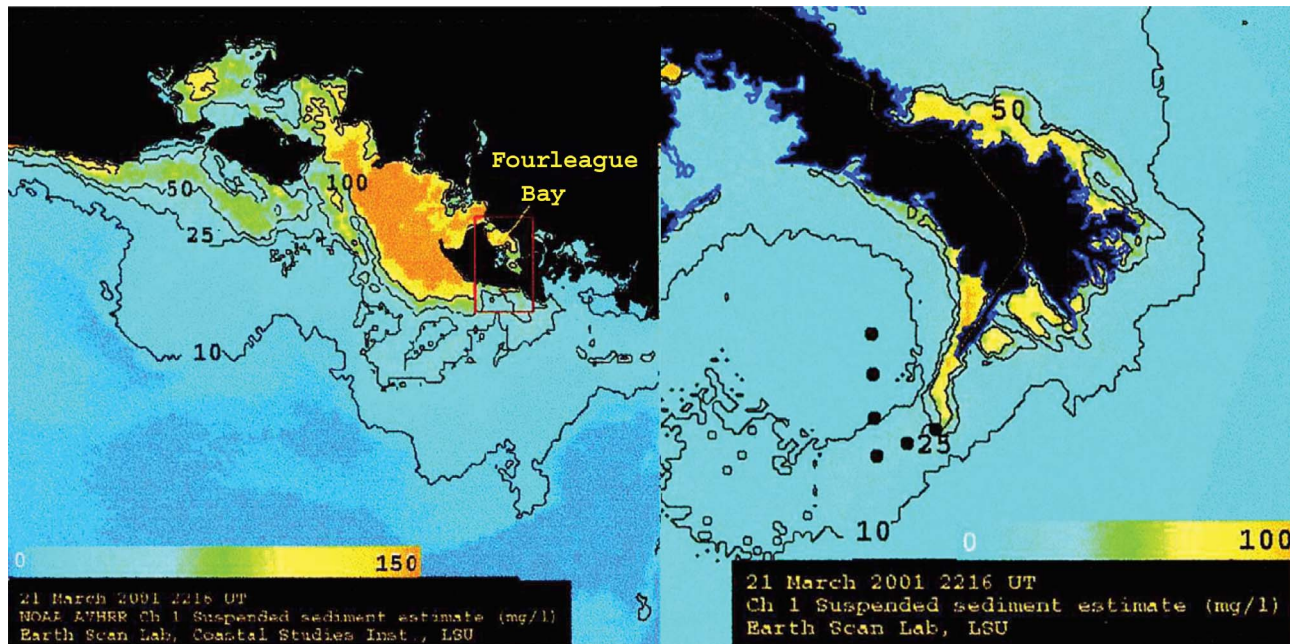 Fourleague
Bay
50
100
25
10
0
150
21 March 2001 2216 UT
NOAA AVHRR Ch 1 Suspended sediment estimate (mg/l)
Earth Scan Lab, Coastal Studies Inst., LSU
50
25
10
0
100
21 March 2001 2216 UT
Ch 1 Suspended sediment estimate (mg/l)
Earth Scan Lab, LSU